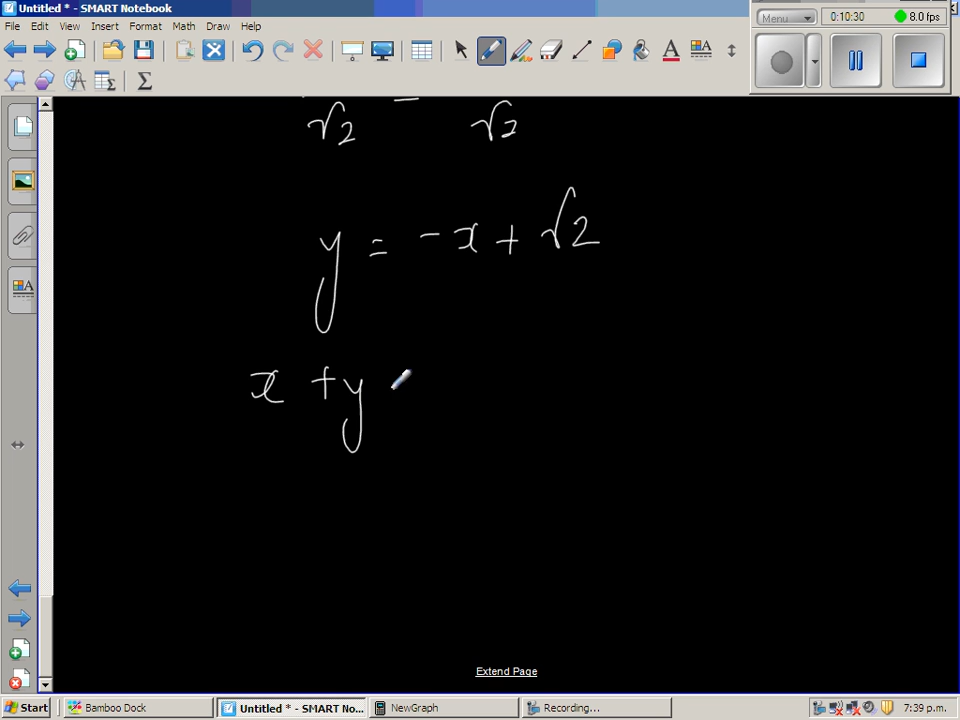 Untitled * - SMART Notebook
File Edit View Insert Format Math Draw Help
Menu 0:10:30 8.0 fps
√2 = √2
y = -x + √2
x + y
Extend Page
Start Bamboo Dock Untitled * - SMART No... NewGraph Recording... 7:39 p.m.